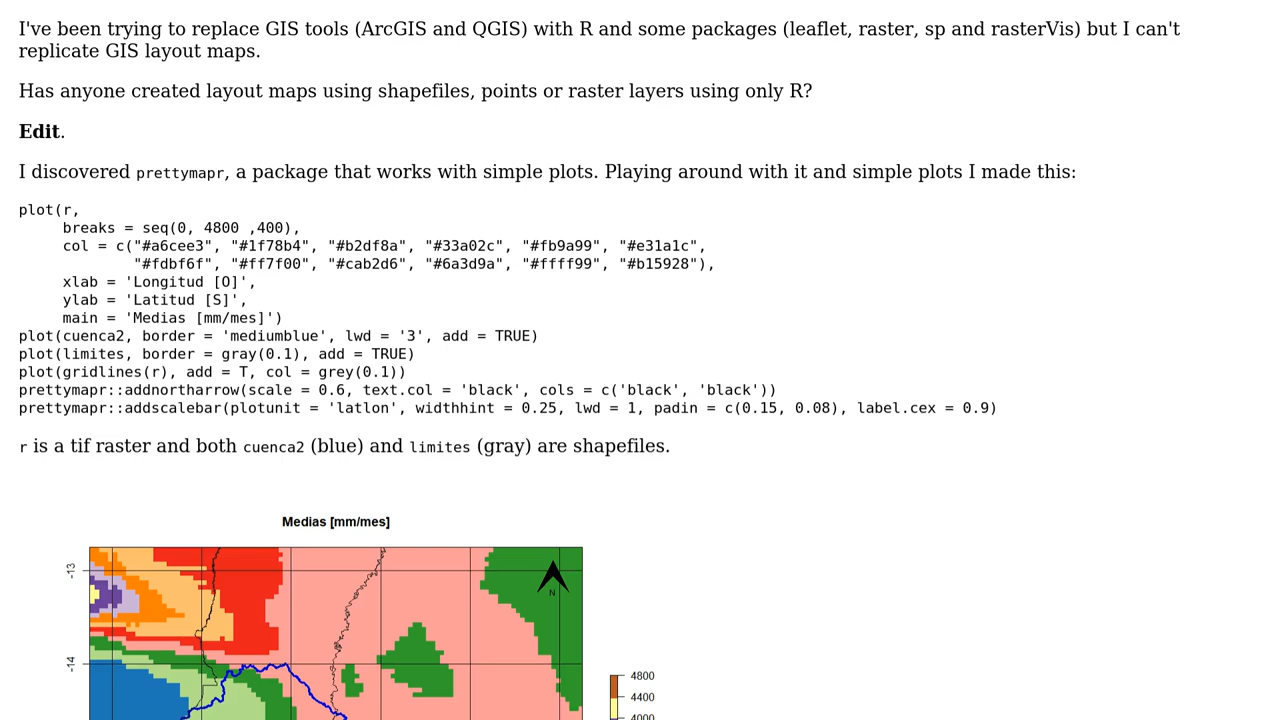 I've been trying to replace GIS tools (ArcGIS and QGIS) with R and some packages (leaflet, raster, sp and rasterVis) but I can't
replicate GIS layout maps.
Has anyone created layout maps using shapefiles, points or raster layers using only R?
Edit.
I discovered prettymapr, a package that works with simple plots. Playing around with it and simple plots I made this:
plot(r,
     breaks = seq(0, 4800 ,400),
     col = c("#a6cee3", "#1f78b4", "#b2df8a", "#33a02c", "#fb9a99", "#e31a1c",
             "#fdbf6f", "#ff7f00", "#cab2d6", "#6a3d9a", "#ffff99", "#b15928"),
     xlab = 'Longitud [O]',
     ylab = 'Latitud [S]',
     main = 'Medias [mm/mes]')
plot(cuenca2, border = 'mediumblue', lwd = '3', add = TRUE)
plot(limites, border = gray(0.1), add = TRUE)
plot(gridlines(r), add = T, col = grey(0.1))
prettymapr::addnortharrow(scale = 0.6, text.col = 'black', cols = c('black', 'black'))
prettymapr::addscalebar(plotunit = 'latlon', widthhint = 0.25, lwd = 1, padin = c(0.15, 0.08), label.cex = 0.9)
r is a tif raster and both cuenca2 (blue) and limites (gray) are shapefiles.
Medias [mm/mes]
-13
N
-14
4800
4400
4000